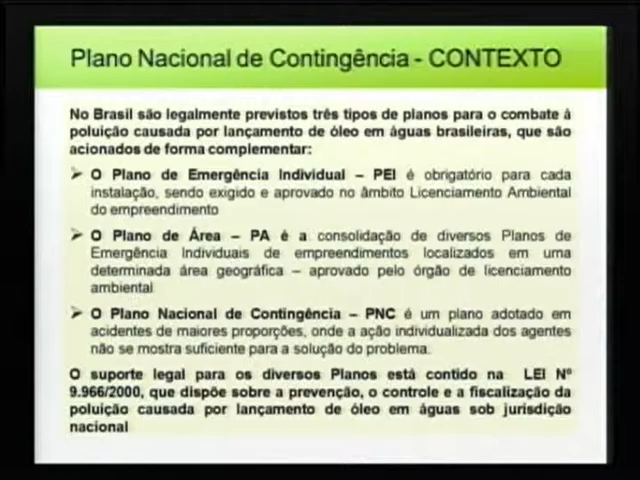 Plano Nacional de Contingência - CONTEXTO
No Brasil são legalmente previstos três tipos de planos para o combate à
poluição causada por lançamento de óleo em águas brasileiras, que são
acionados de forma complementar:
➢ O Plano de Emergência Individual – PEI é obrigatório para cada
instalação, sendo exigido e aprovado no âmbito Licenciamento Ambiental
do empreendimento
➢ O Plano de Área – PA é a consolidação de diversos Planos de
Emergência Individuais de empreendimentos localizados em uma
determinada área geográfica – aprovado pelo órgão de licenciamento
ambiental
➢ O Plano Nacional de Contingência – PNC é um plano adotado em
acidentes de maiores proporções, onde a ação individualizada dos agentes
não se mostra suficiente para a solução do problema.
O suporte legal para os diversos Planos está contido na LEI Nº
9.966/2000, que dispõe sobre a prevenção, o controle e a fiscalização da
poluição causada por lançamento de óleo em águas sob jurisdição
nacional